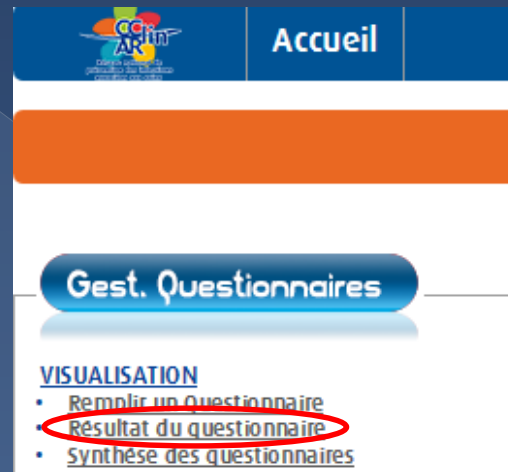 CClin
AR
Accueil
Gest. Questionnaires
VISUALISATION
• Remplir un Questionnaire
• Résultat du questionnaire
• Synthèse des questionnaires